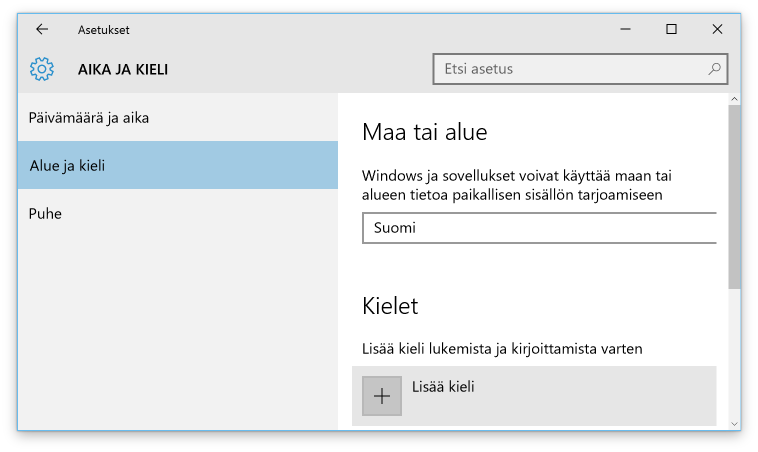 Asetukset
AIKA JA KIELI
Etsi asetus
Päivämäärä ja aika
Alue ja kieli
Puhe
Maa tai alue
Windows ja sovellukset voivat käyttää maan tai
alueen tietoa paikallisen sisällön tarjoamiseen
Suomi
Kielet
Lisää kieli lukemista ja kirjoittamista varten
Lisää kieli